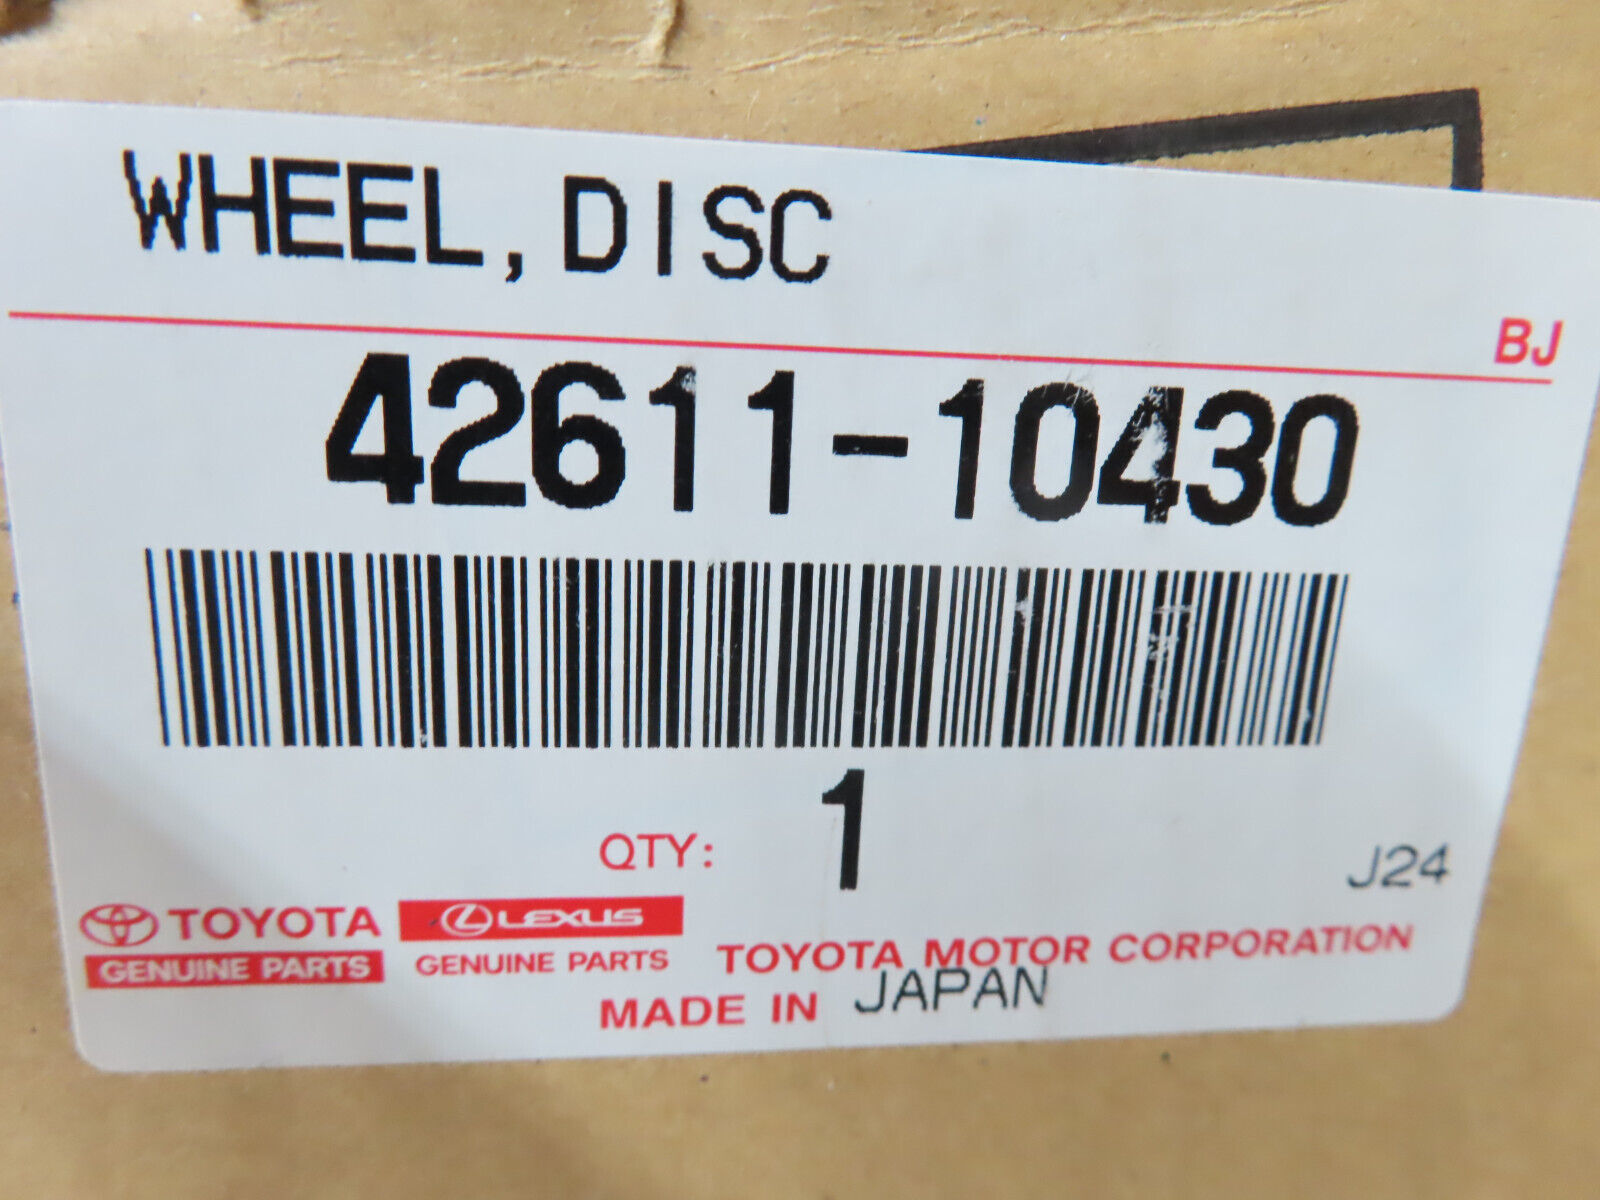 WHEEL, DISC
BJ
42611-10430
QTY: 1
J24
TOYOTA
GENUINE PARTS
LEXUS
GENUINE PARTS
TOYOTA MOTOR CORPORATION
MADE IN JAPAN